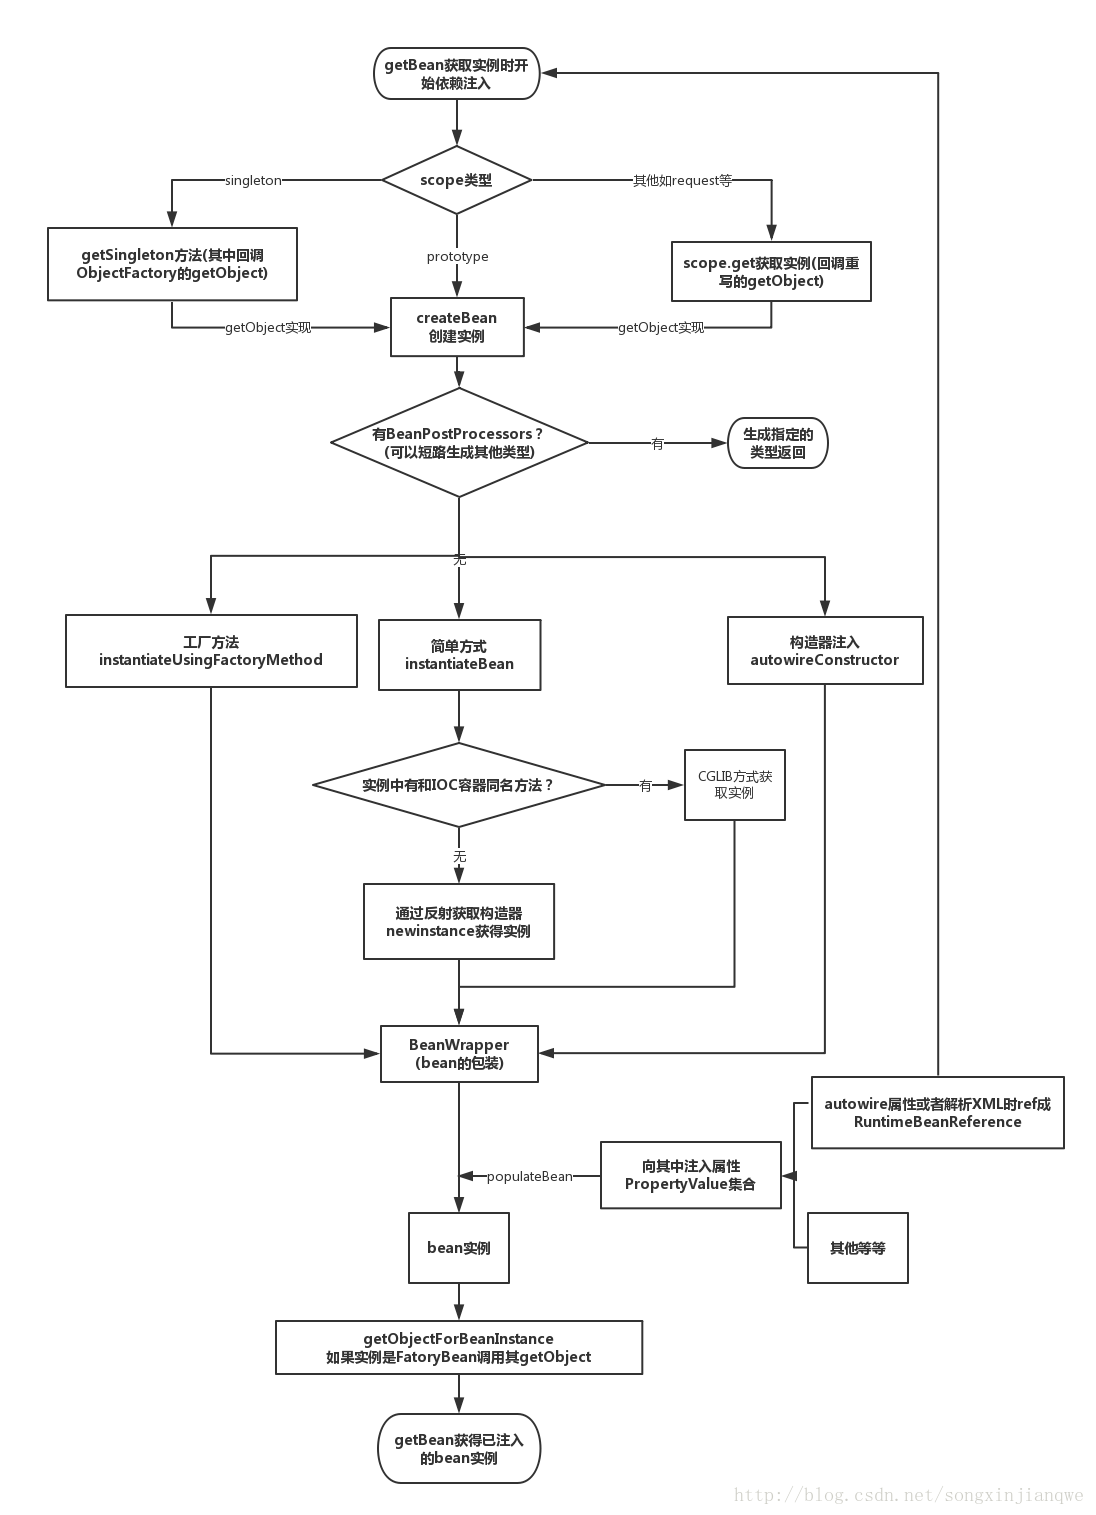 getBean获取实例时开
始依赖注入
scope类型
singleton
其他如request等
getSingleton方法(其中回调
ObjectFactory的getObject)
prototype
scope.get获取实例(回调重
写的getObject)
getObject实现
createBean
创建实例
getObject实现
有BeanPostProcessors？
(可以短路生成其他类型)
有
生成指定的
类型返回
无
工厂方法
instantiateUsingFactoryMethod
简单方式
instantiateBean
构造器注入
autowireConstructor
实例中有和IOC容器同名方法？
有
CGLIB方式获
取实例
无
通过反射获取构造器
newinstance获得实例
BeanWrapper
(bean的包装)
autowire属性或者解析XML时ref成
RuntimeBeanReference
populateBean
向其中注入属性
PropertyValue集合
bean实例
其他等等
getObjectForBeanInstance
如果实例是FatoryBean调用其getObject
getBean获得已注入
的bean实例
http://blog.csdn.net/songxinjianqwe